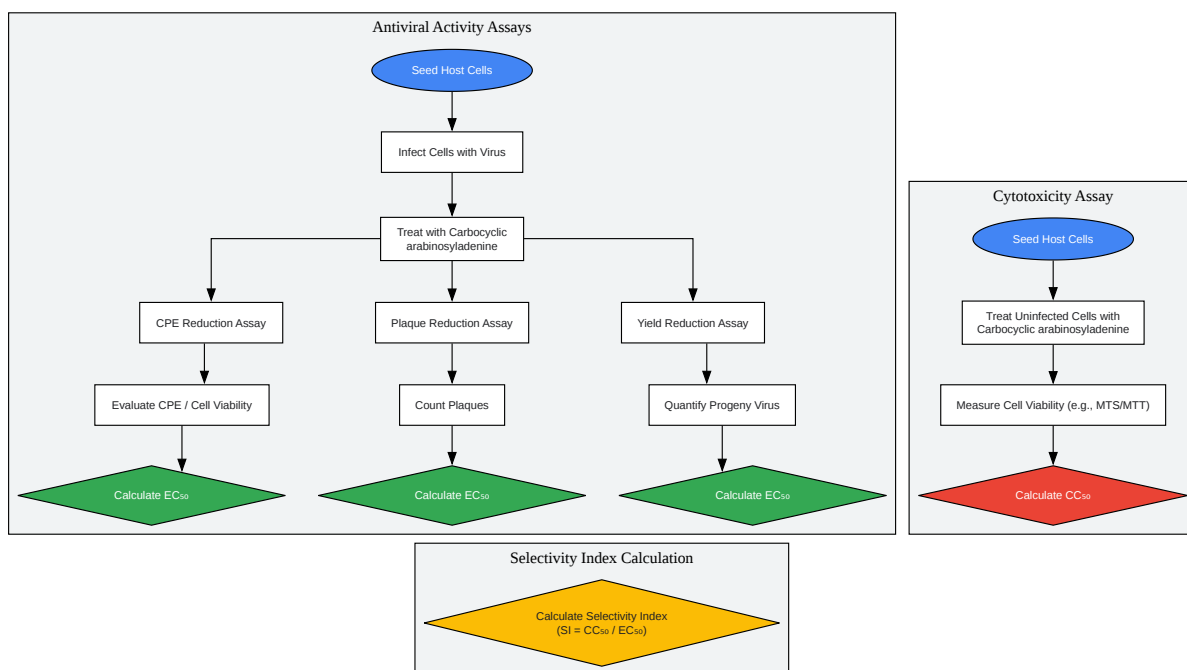 Antiviral Activity Assays
Seed Host Cells
Infect Cells with Virus
Treat with Carbocyclic
arabinosyladenine
CPE Reduction Assay
Plaque Reduction Assay
Yield Reduction Assay
Evaluate CPE / Cell Viability
Count Plaques
Quantify Progeny Virus
Calculate EC₅₀
Calculate EC₅₀
Calculate EC₅₀
Cytotoxicity Assay
Seed Host Cells
Treat Uninfected Cells with
Carbocyclic arabinosyladenine
Measure Cell Viability (e.g., MTS/MTT)
Calculate CC₅₀
Selectivity Index Calculation
Calculate Selectivity Index
(SI = CC₅₀ / EC₅₀)